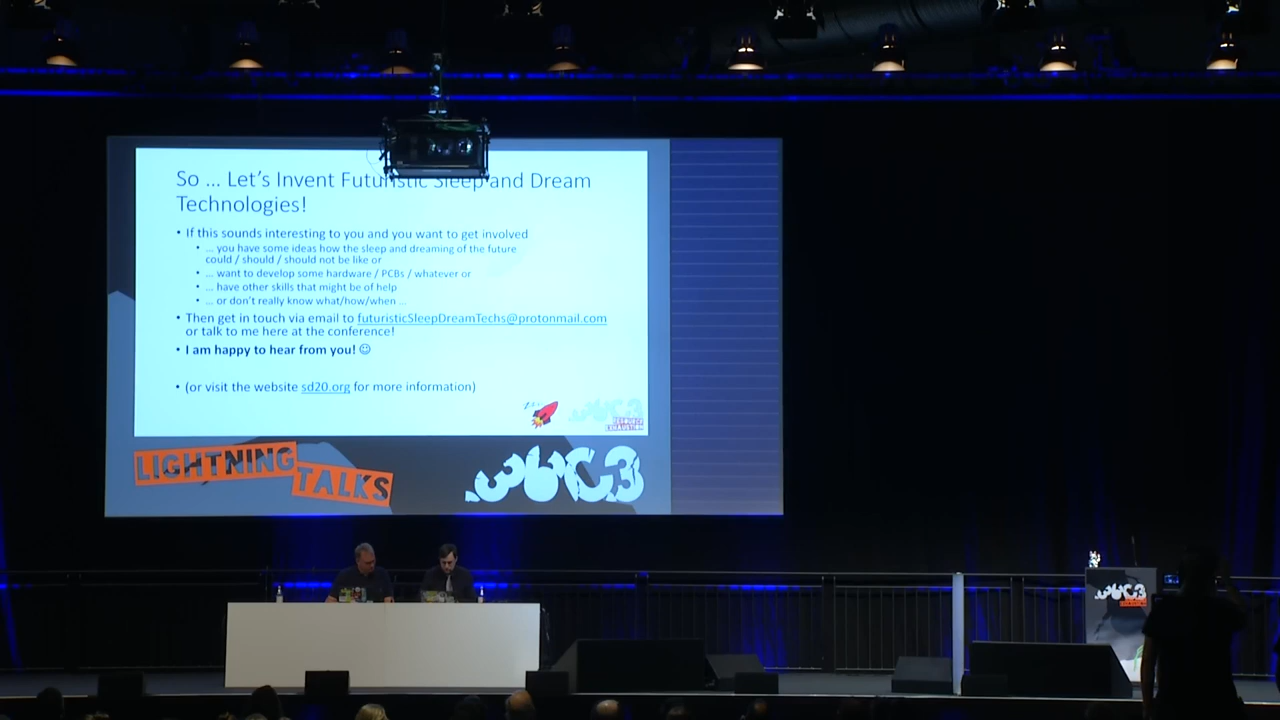 So ... Let's Invent Futuristic Sleep and Dream
Technologies!
• If this sounds interesting to you and you want to get involved
• ... you have some ideas how the sleep and dreaming of the future
could / should / should not be like or
• ... want to develop some hardware / PCBs / whatever or
• ... have other skills that might be of help
• ... or don't really know what/how/when ...
• Then get in touch via email to futuristicSleepDreamTechs@protonmail.com
or talk to me here at the conference!
• I am happy to hear from you! ☺
• (or visit the website sd20.org for more information)
36C3
RESOURCE
EXHAUSTION
LIGHTNING
TALKS
36C3
36C3